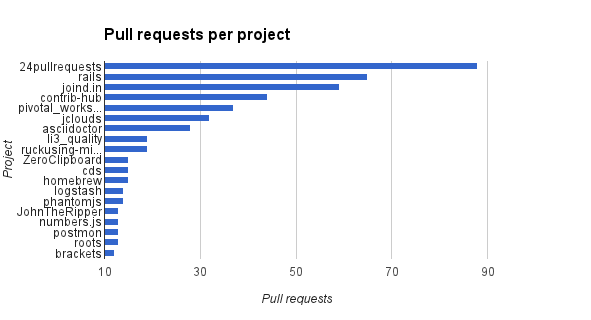 Pull requests per project
24pullrequests
rails
joind.in
contrib-hub
pivotal_works...
jclouds
asciidoctor
li3_quality
ruckusing-mi...
ZeroClipboard
cds
homebrew
logstash
phantomjs
JohnTheRipper
numbers.js
postmon
roots
brackets
Project
10 30 50 70 90
Pull requests